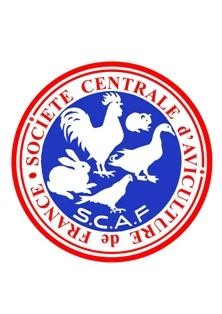 SOCIETE CENTRALE d'AVICULTURE de FRANCE •
S.C.A.F